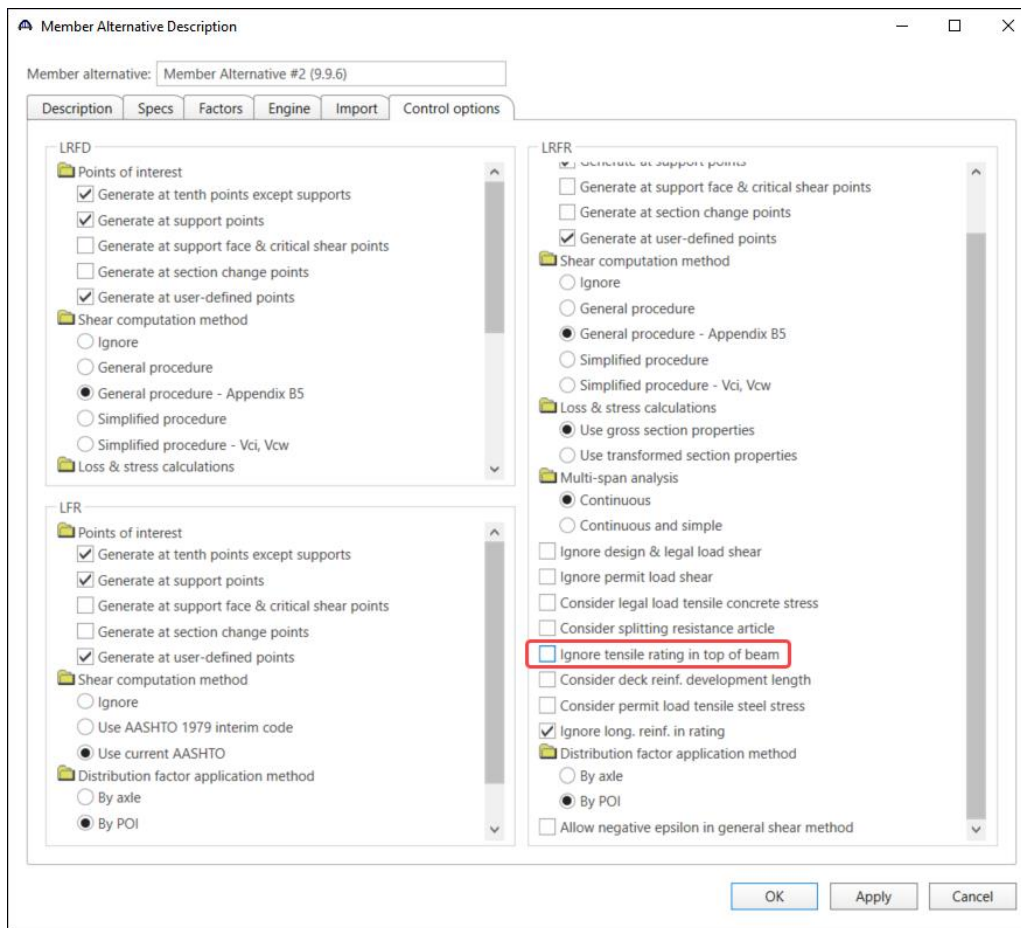 Member Alternative Description
Member alternative: Member Alternative #2 (9.9.6)
Description Specs Factors Engine Import Control options
LRFD
Points of interest
Generate at tenth points except supports
Generate at support points
Generate at support face & critical shear points
Generate at section change points
Generate at user-defined points
Shear computation method
Ignore
General procedure
General procedure - Appendix B5
Simplified procedure
Simplified procedure - Vci, Vcw
Loss & stress calculations
LFR
Points of interest
Generate at tenth points except supports
Generate at support points
Generate at support face & critical shear points
Generate at section change points
Generate at user-defined points
Shear computation method
Ignore
Use AASHTO 1979 interim code
Use current AASHTO
Distribution factor application method
By axle
By POI
LRFR
Generate at support points
Generate at support face & critical shear points
Generate at section change points
Generate at user-defined points
Shear computation method
Ignore
General procedure
General procedure - Appendix B5
Simplified procedure
Simplified procedure - Vci, Vcw
Loss & stress calculations
Use gross section properties
Use transformed section properties
Multi-span analysis
Continuous
Continuous and simple
Ignore design & legal load shear
Ignore permit load shear
Consider legal load tensile concrete stress
Consider splitting resistance article
Ignore tensile rating in top of beam
Consider deck reinf. development length
Consider permit load tensile steel stress
Ignore long. reinf. in rating
Distribution factor application method
By axle
By POI
Allow negative epsilon in general shear method
OK Apply Cancel